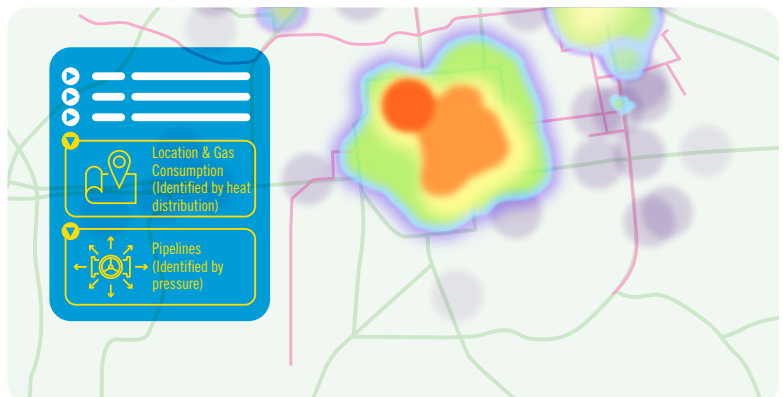 Location & Gas
Consumption
(Identified by heat
distribution)
Pipelines
(Identified by
pressure)